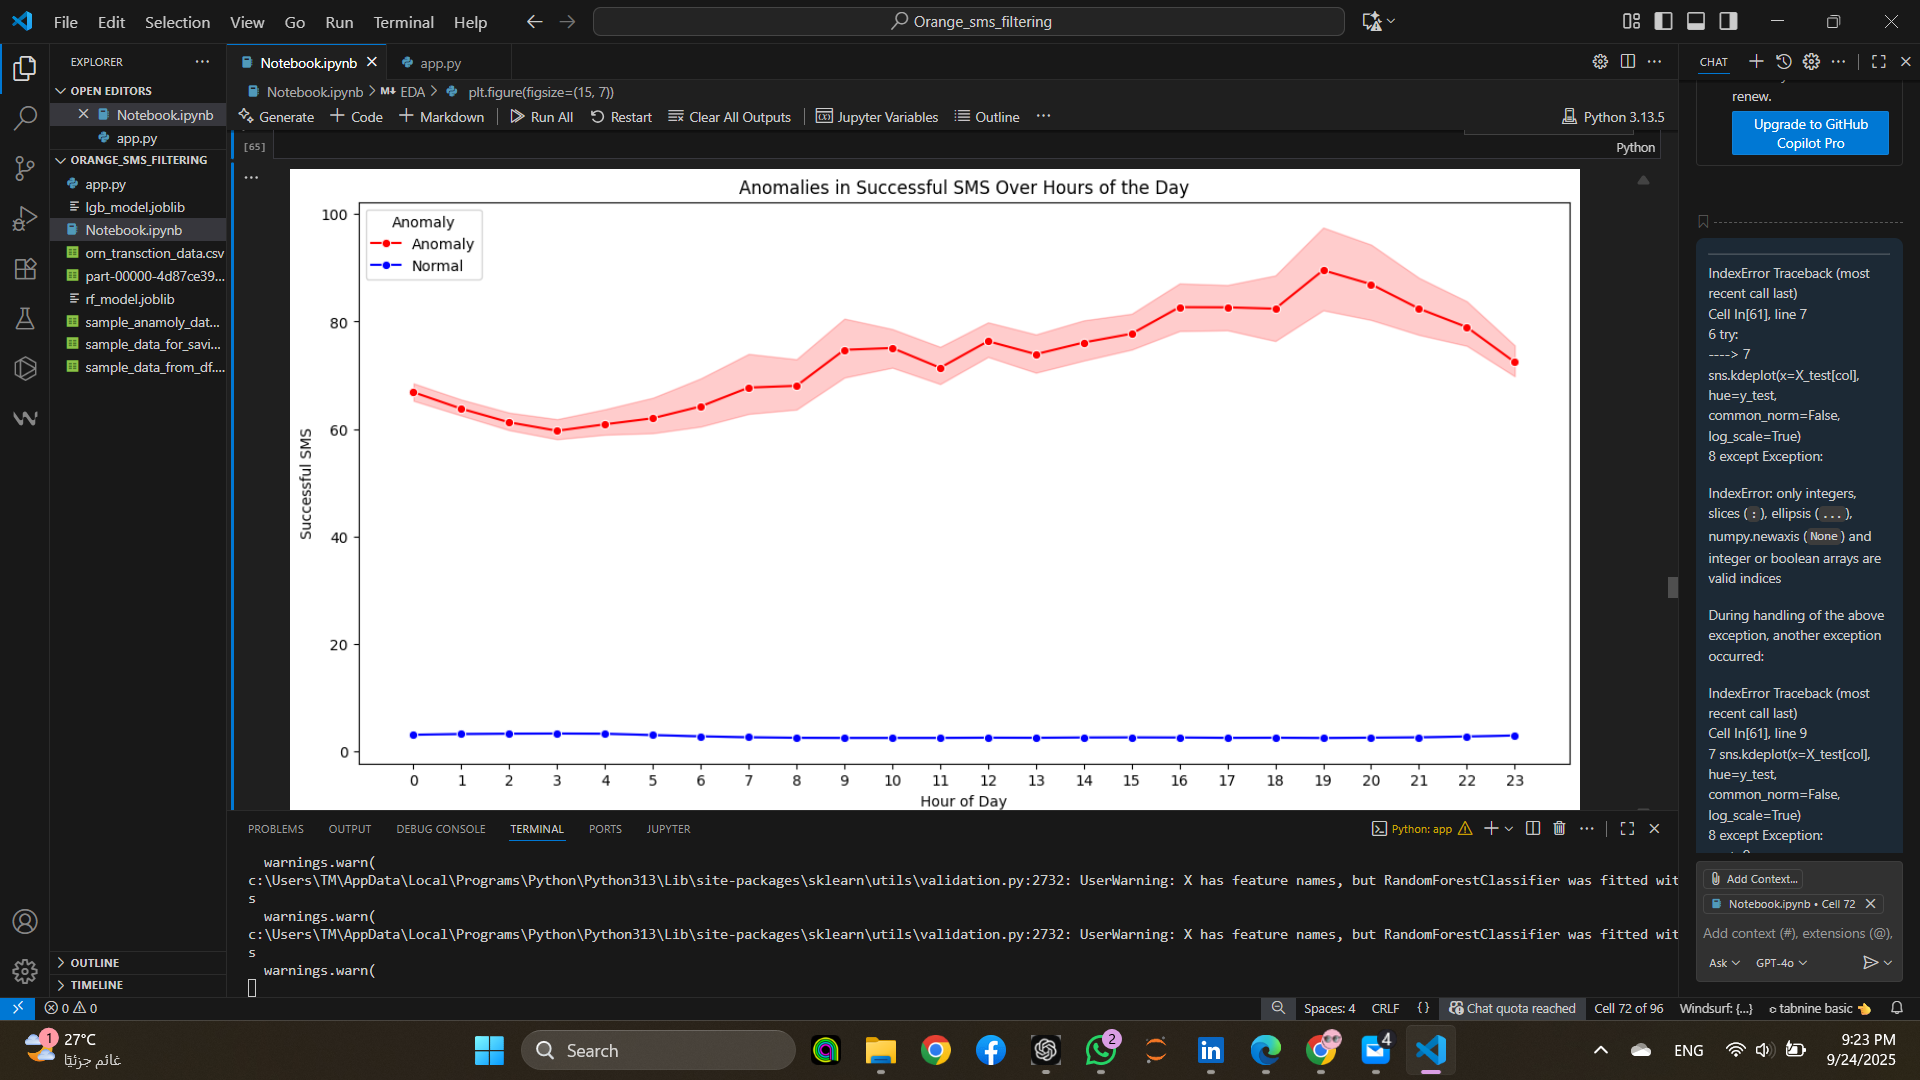 File Edit Selection View Go Run Terminal Help
Orange_sms_filtering
EXPLORER
OPEN EDITORS
Notebook.ipynb
app.py
ORANGE_SMS_FILTERING
app.py
lgb_model.joblib
Notebook.ipynb
orn_transction_data.csv
part-00000-4d87ce39...
rf_model.joblib
sample_anamoly_dat...
sample_data_for_savi...
sample_data_from_df....
OUTLINE
TIMELINE
Notebook.ipynb
app.py
Notebook.ipynb > M↓ EDA > plt.figure(figsize=(15, 7))
Generate + Code + Markdown Run All Restart Clear All Outputs Jupyter Variables Outline ...
Python 3.13.5
[65]
Python
Anomalies in Successful SMS Over Hours of the Day
Anomaly
Anomaly
Normal
100
80
60
40
20
0
Successful SMS
0 1 2 3 4 5 6 7 8 9 10 11 12 13 14 15 16 17 18 19 20 21 22 23
Hour of Day
PROBLEMS OUTPUT DEBUG CONSOLE TERMINAL PORTS JUPYTER
Python: app
warnings.warn(
c:\Users\TM\AppData\Local\Programs\Python\Python313\Lib\site-packages\sklearn\utils\validation.py:2732: UserWarning: X has feature names, but RandomForestClassifier was fitted wit
s
warnings.warn(
c:\Users\TM\AppData\Local\Programs\Python\Python313\Lib\site-packages\sklearn\utils\validation.py:2732: UserWarning: X has feature names, but RandomForestClassifier was fitted wit
s
warnings.warn(
CHAT
renew.
Upgrade to GitHub
Copilot Pro
IndexError Traceback (most
recent call last)
Cell In[61], line 7
6 try:
----> 7
sns.kdeplot(x=X_test[col],
hue=y_test,
common_norm=False,
log_scale=True)
8 except Exception:
IndexError: only integers,
slices (:), ellipsis (...),
numpy.newaxis (None) and
integer or boolean arrays are
valid indices
During handling of the above
exception, another exception
occurred:
IndexError Traceback (most
recent call last)
Cell In[61], line 9
7 sns.kdeplot(x=X_test[col],
hue=y_test,
common_norm=False,
log_scale=True)
8 except Exception:
Add Context...
Notebook.ipynb • Cell 72
Add context (#), extensions (@),
Ask GPT-4o
0 0
Spaces: 4 CRLF {} Chat quota reached Cell 72 of 96 Windsurf: {...} tabnine basic
1
27°C
غائم جزئيًا
Search
2
4
ENG
9:23 PM
9/24/2025